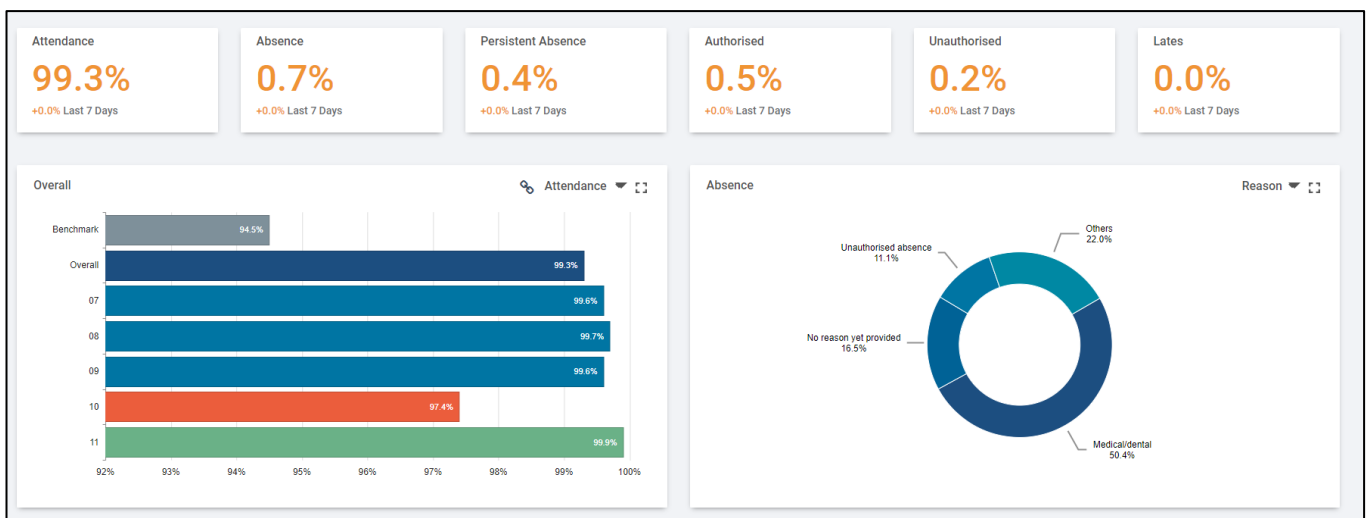 Attendance
99.3%
+0.0% Last 7 Days
Absence
0.7%
+0.0% Last 7 Days
Persistent Absence
0.4%
+0.0% Last 7 Days
Authorised
0.5%
+0.0% Last 7 Days
Unauthorised
0.2%
+0.0% Last 7 Days
Lates
0.0%
+0.0% Last 7 Days
Overall
Attendance
Benchmark
94.5%
Overall
99.3%
07
99.6%
08
99.7%
09
99.6%
10
97.4%
11
99.9%
92% 93% 94% 95% 96% 97% 98% 99% 100%
Absence
Reason
Others
22.0%
Unauthorised absence
11.1%
No reason yet provided
16.5%
Medical/dental
50.4%